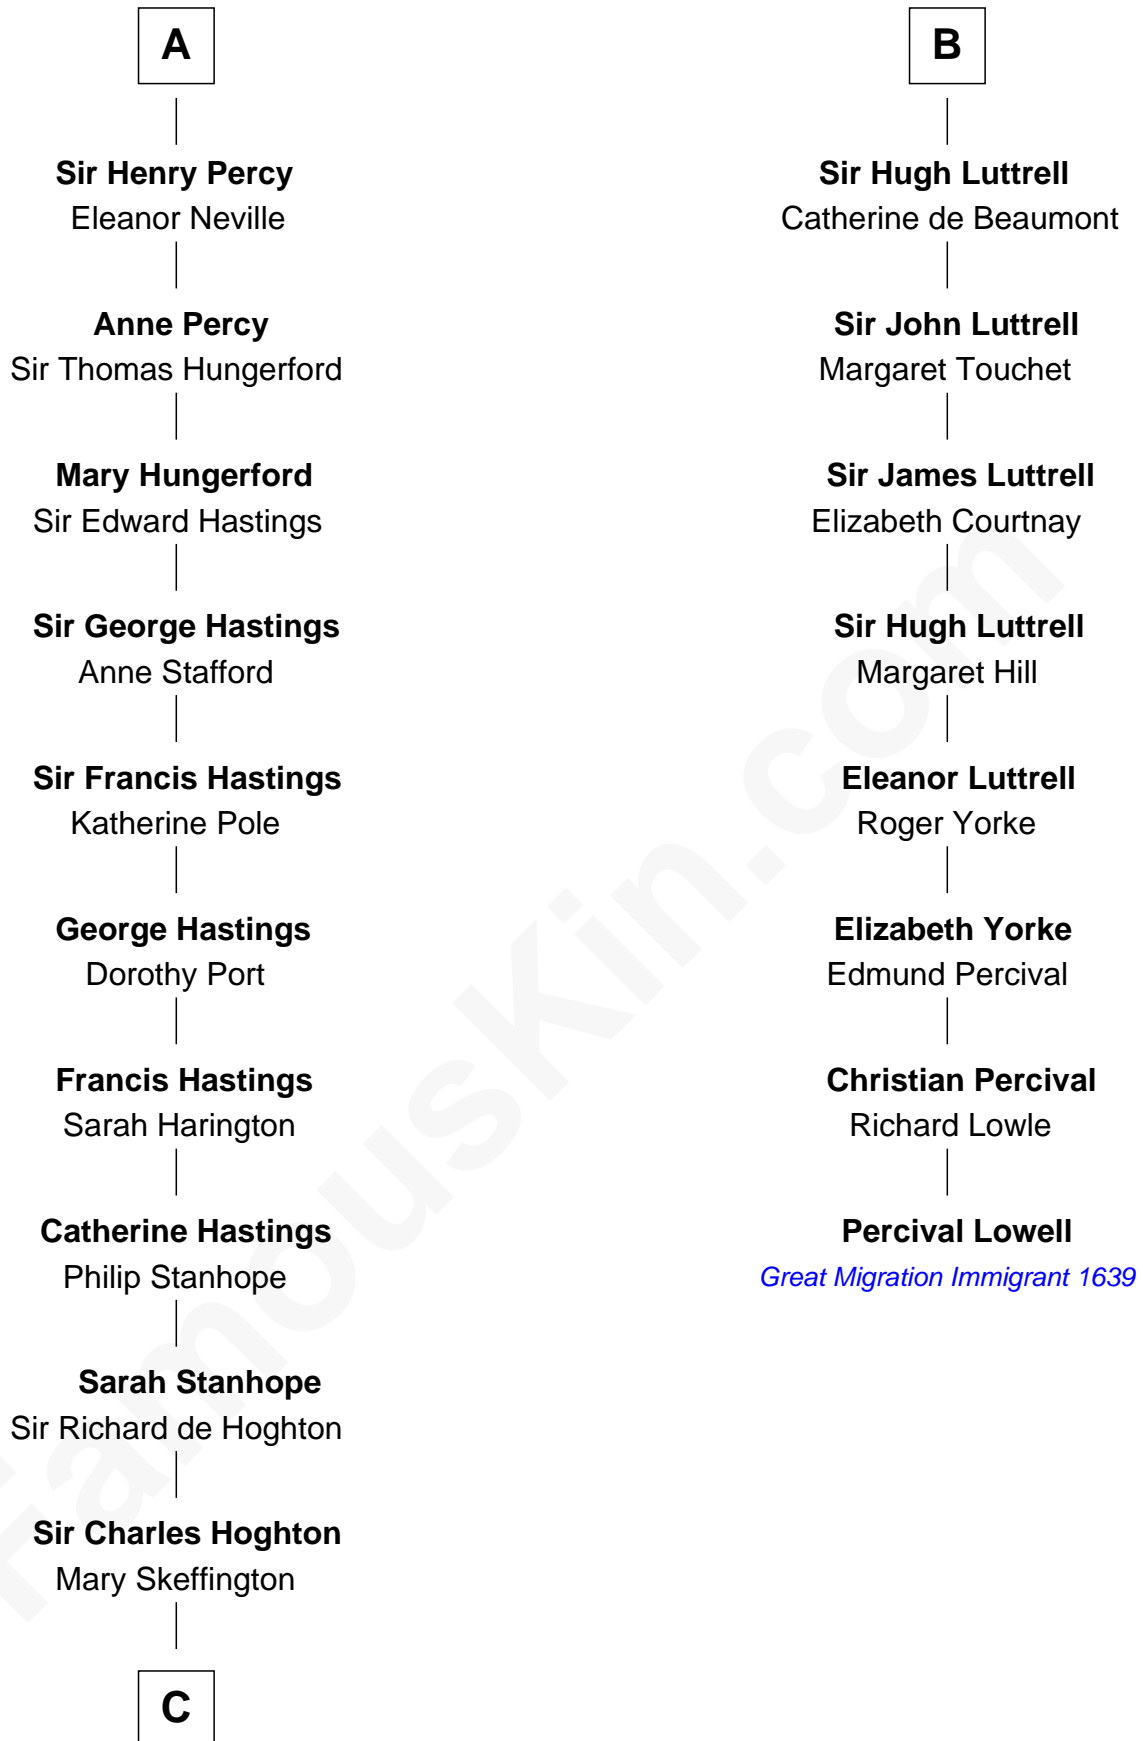 A
Sir Henry Percy
Eleanor Neville
Anne Percy
Sir Thomas Hungerford
Mary Hungerford
Sir Edward Hastings
Sir George Hastings
Anne Stafford
Sir Francis Hastings
Katherine Pole
George Hastings
Dorothy Port
Francis Hastings
Sarah Harington
Catherine Hastings
Philip Stanhope
Sarah Stanhope
Sir Richard de Hoghton
Sir Charles Hoghton
Mary Skeffington
C
B
Sir Hugh Luttrell
Catherine de Beaumont
Sir John Luttrell
Margaret Touchet
Sir James Luttrell
Elizabeth Courtnay
Sir Hugh Luttrell
Margaret Hill
Eleanor Luttrell
Roger Yorke
Elizabeth Yorke
Edmund Percival
Christian Percival
Richard Lowle
Percival Lowell
Great Migration Immigrant 1639
FamousKin.com